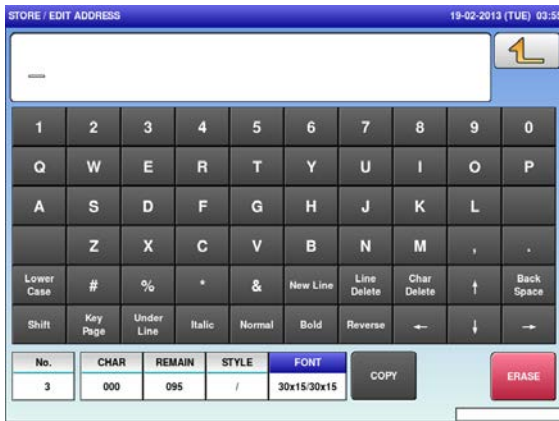 STORE / EDIT ADDRESS 19-02-2013 (TUE) 03:55
1 2 3 4 5 6 7 8 9 0
Q W E R T Y U I O P
A S D F G H J K L
Z X C V B N M , .
Lower Case # % * & New Line Line Delete Char Delete ↑ Back Space
Shift Key Page Under Line Italic Normal Bold Reverse ← ↓ →
No. CHAR REMAIN STYLE FONT COPY ERASE
3 000 095 / 30x15/30x15